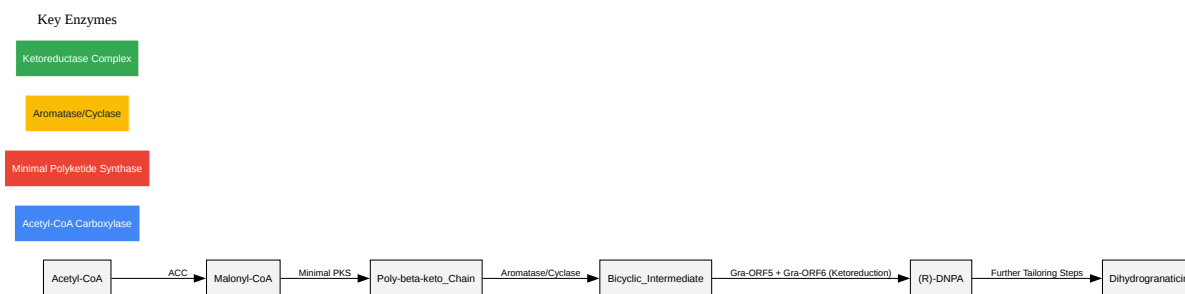 Key Enzymes
Ketoreductase Complex
Aromatase/Cyclase
Minimal Polyketide Synthase
Acetyl-CoA Carboxylase
Acetyl-CoA
ACC
Malonyl-CoA
Minimal PKS
Poly-beta-keto_Chain
Aromatase/Cyclase
Bicyclic_Intermediate
Gra-ORF5 + Gra-ORF6 (Ketoreduction)
(R)-DNPA
Further Tailoring Steps
Dihydrogranaticin